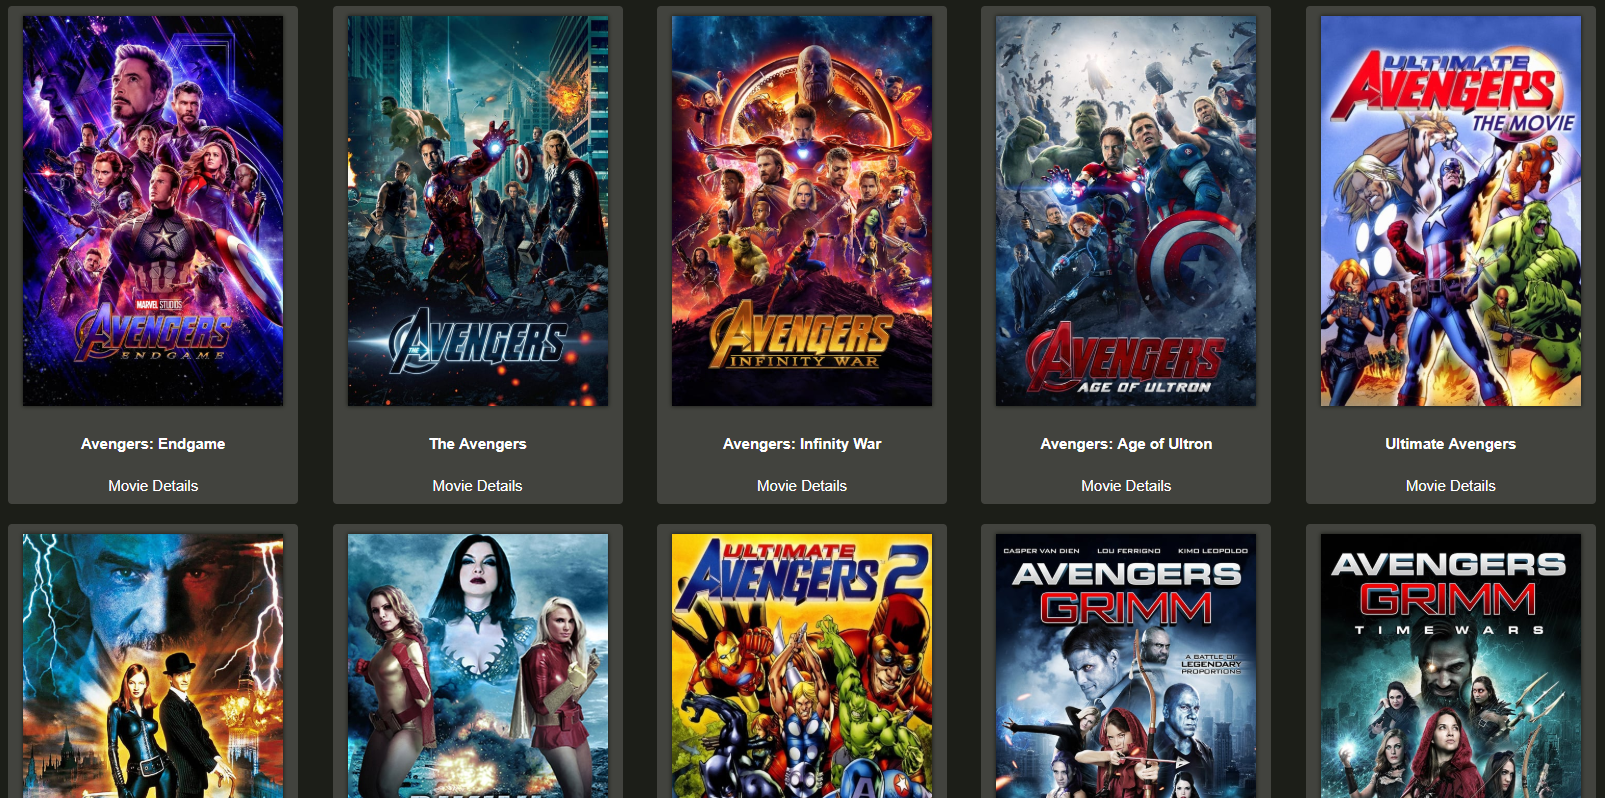 MARVEL STUDIOS
AVENGERS
ENDGAME
THE AVENGERS
AVENGERS
INFINITY WAR
AVENGERS
AGE OF ULTRON
ULTIMATE
AVENGERS
THE MOVIE
Avengers: Endgame
The Avengers
Avengers: Infinity War
Avengers: Age of Ultron
Ultimate Avengers
Movie Details
Movie Details
Movie Details
Movie Details
Movie Details
ULTIMATE
AVENGERS 2
CASPER VAN DIEN LOU FERRIGNO KIMO LEOPOLDO
AVENGERS
GRIMM
A BATTLE OF
LEGENDARY
PROPORTIONS
AVENGERS
GRIMM
TIME WARS